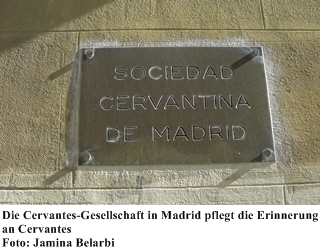 SOCIEDAD
CERVANTINA
DE MADRID
Die Cervantes-Gesellschaft in Madrid pflegt die Erinnerung
an Cervantes
Foto: Jamina Belarbi